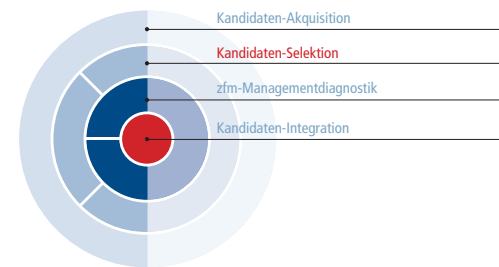 Kandidaten-Akquisition
Kandidaten-Selektion
zfm-Managementdiagnostik
Kandidaten-Integration